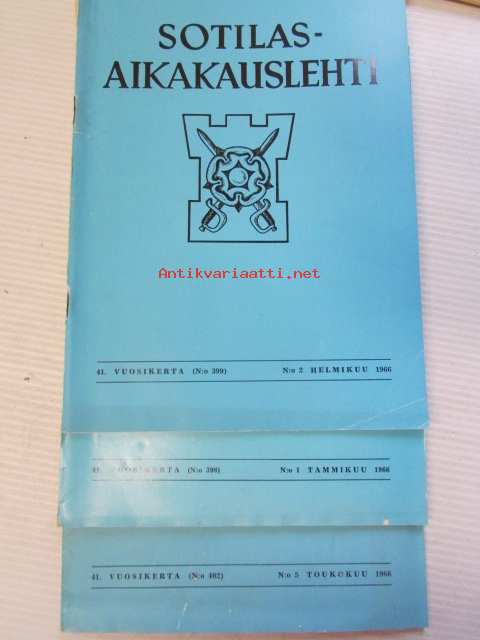 SOTILAS-
AIKAKAUSLEHTI
Antikvariaatti.net
41. VUOSIKERTA (N:o 399) N:o 2 HELMIKUU 1966
41. VUOSIKERTA (N:o 398) N:o 1 TAMMIKUU 1966
41. VUOSIKERTA (N:o 402) N:o 5 TOUKOKUU 1966